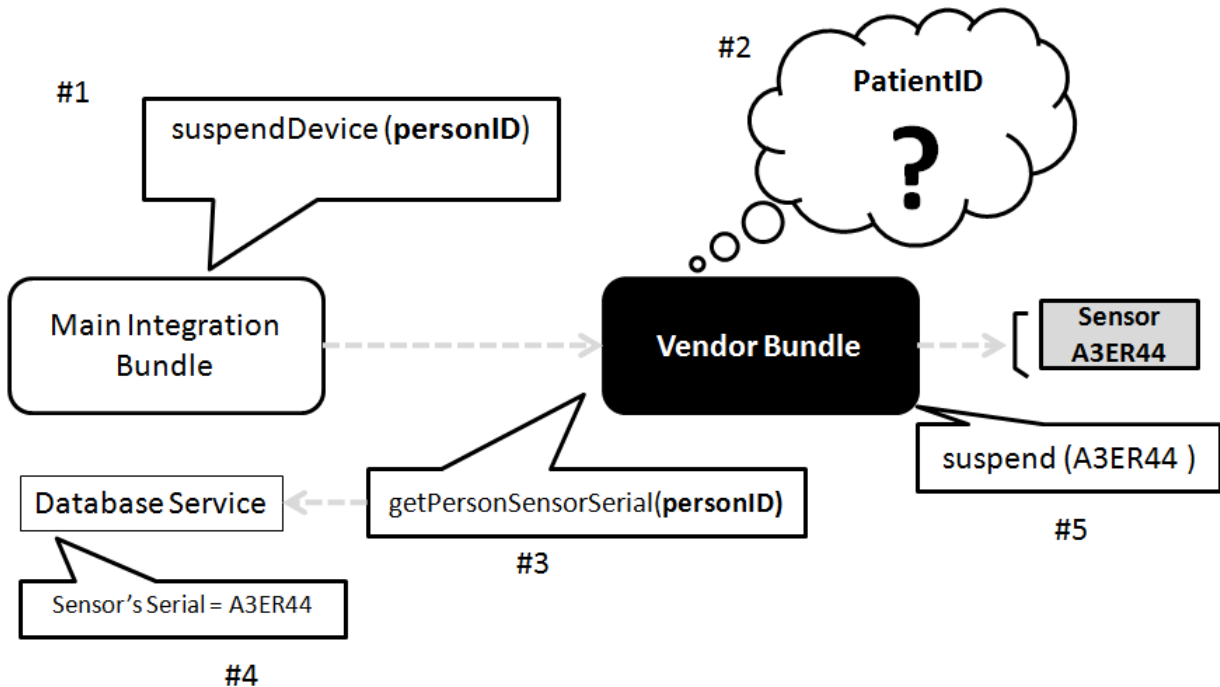 #1
suspendDevice (personID)
#2
PatientID
?
Main Integration
Bundle
Vendor Bundle
Sensor
A3ER44
suspend (A3ER44 )
#5
Database Service
getPersonSensorSerial(personID)
#3
Sensor's Serial = A3ER44
#4